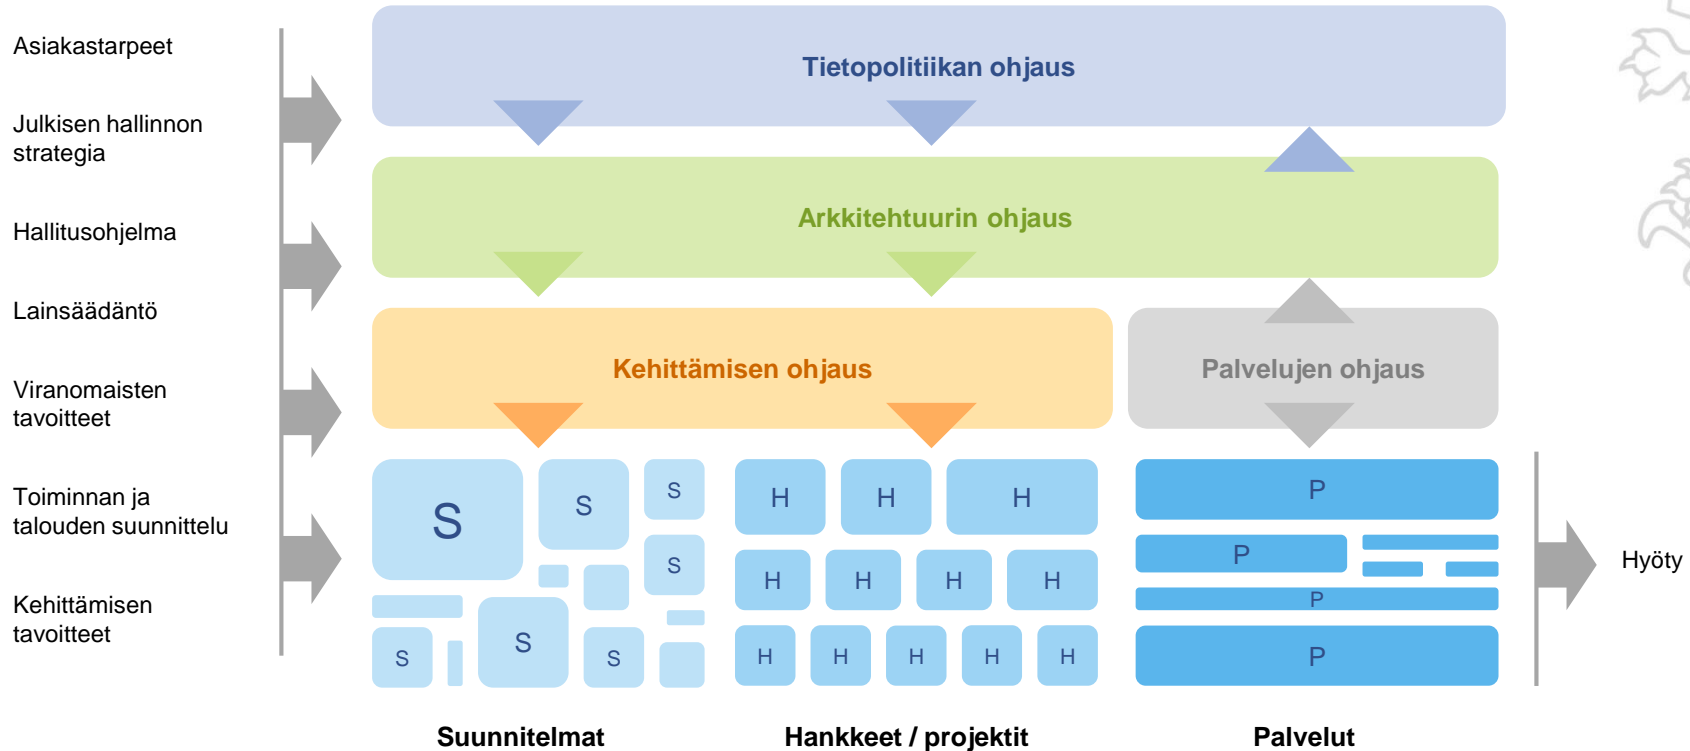 Asiakastarpeet
Julkisen hallinnon
strategia
Hallitusohjelma
Lainsäädäntö
Viranomaisten
tavoitteet
Toiminnan ja
talouden suunnittelu
Kehittämisen
tavoitteet
Tietopolitiikan ohjaus
Arkkitehtuurin ohjaus
Kehittämisen ohjaus
Palvelujen ohjaus
S
S
S
S
S
S
S
H
H
H
H
H
H
H
H
H
H
H
H
P
P
P
P
Suunnitelmat
Hankkeet / projektit
Palvelut
Hyöty